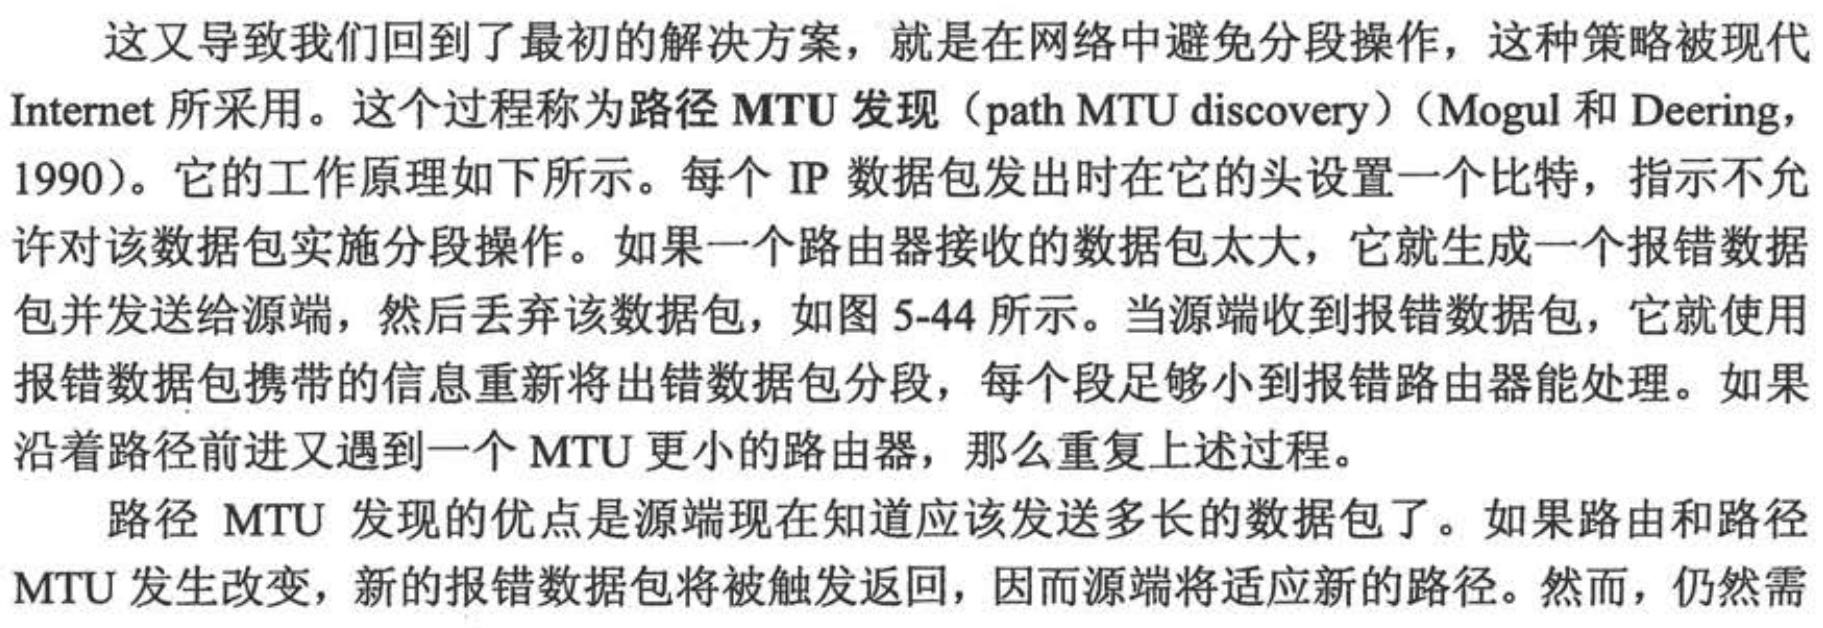 这又导致我们回到了最初的解决方案，就是在网络中避免分段操作，这种策略被现代
Internet 所采用。这个过程称为路径 MTU 发现（path MTU discovery）（Mogul 和 Deering，
1990）。它的工作原理如下所示。每个 IP 数据包发出时在它的头设置一个比特，指示不允
许对该数据包实施分段操作。如果一个路由器接收的数据包太大，它就生成一个报错数据
包并发送给源端，然后丢弃该数据包，如图 5-44 所示。当源端收到报错数据包，它就使用
报错数据包携带的信息重新将出错数据包分段，每个段足够小到报错路由器能处理。如果
沿着路径前进又遇到一个 MTU 更小的路由器，那么重复上述过程。
路径 MTU 发现的优点是源端现在知道应该发送多长的数据包了。如果路由和路径
MTU 发生改变，新的报错数据包将被触发返回，因而源端将适应新的路径。然而，仍然需